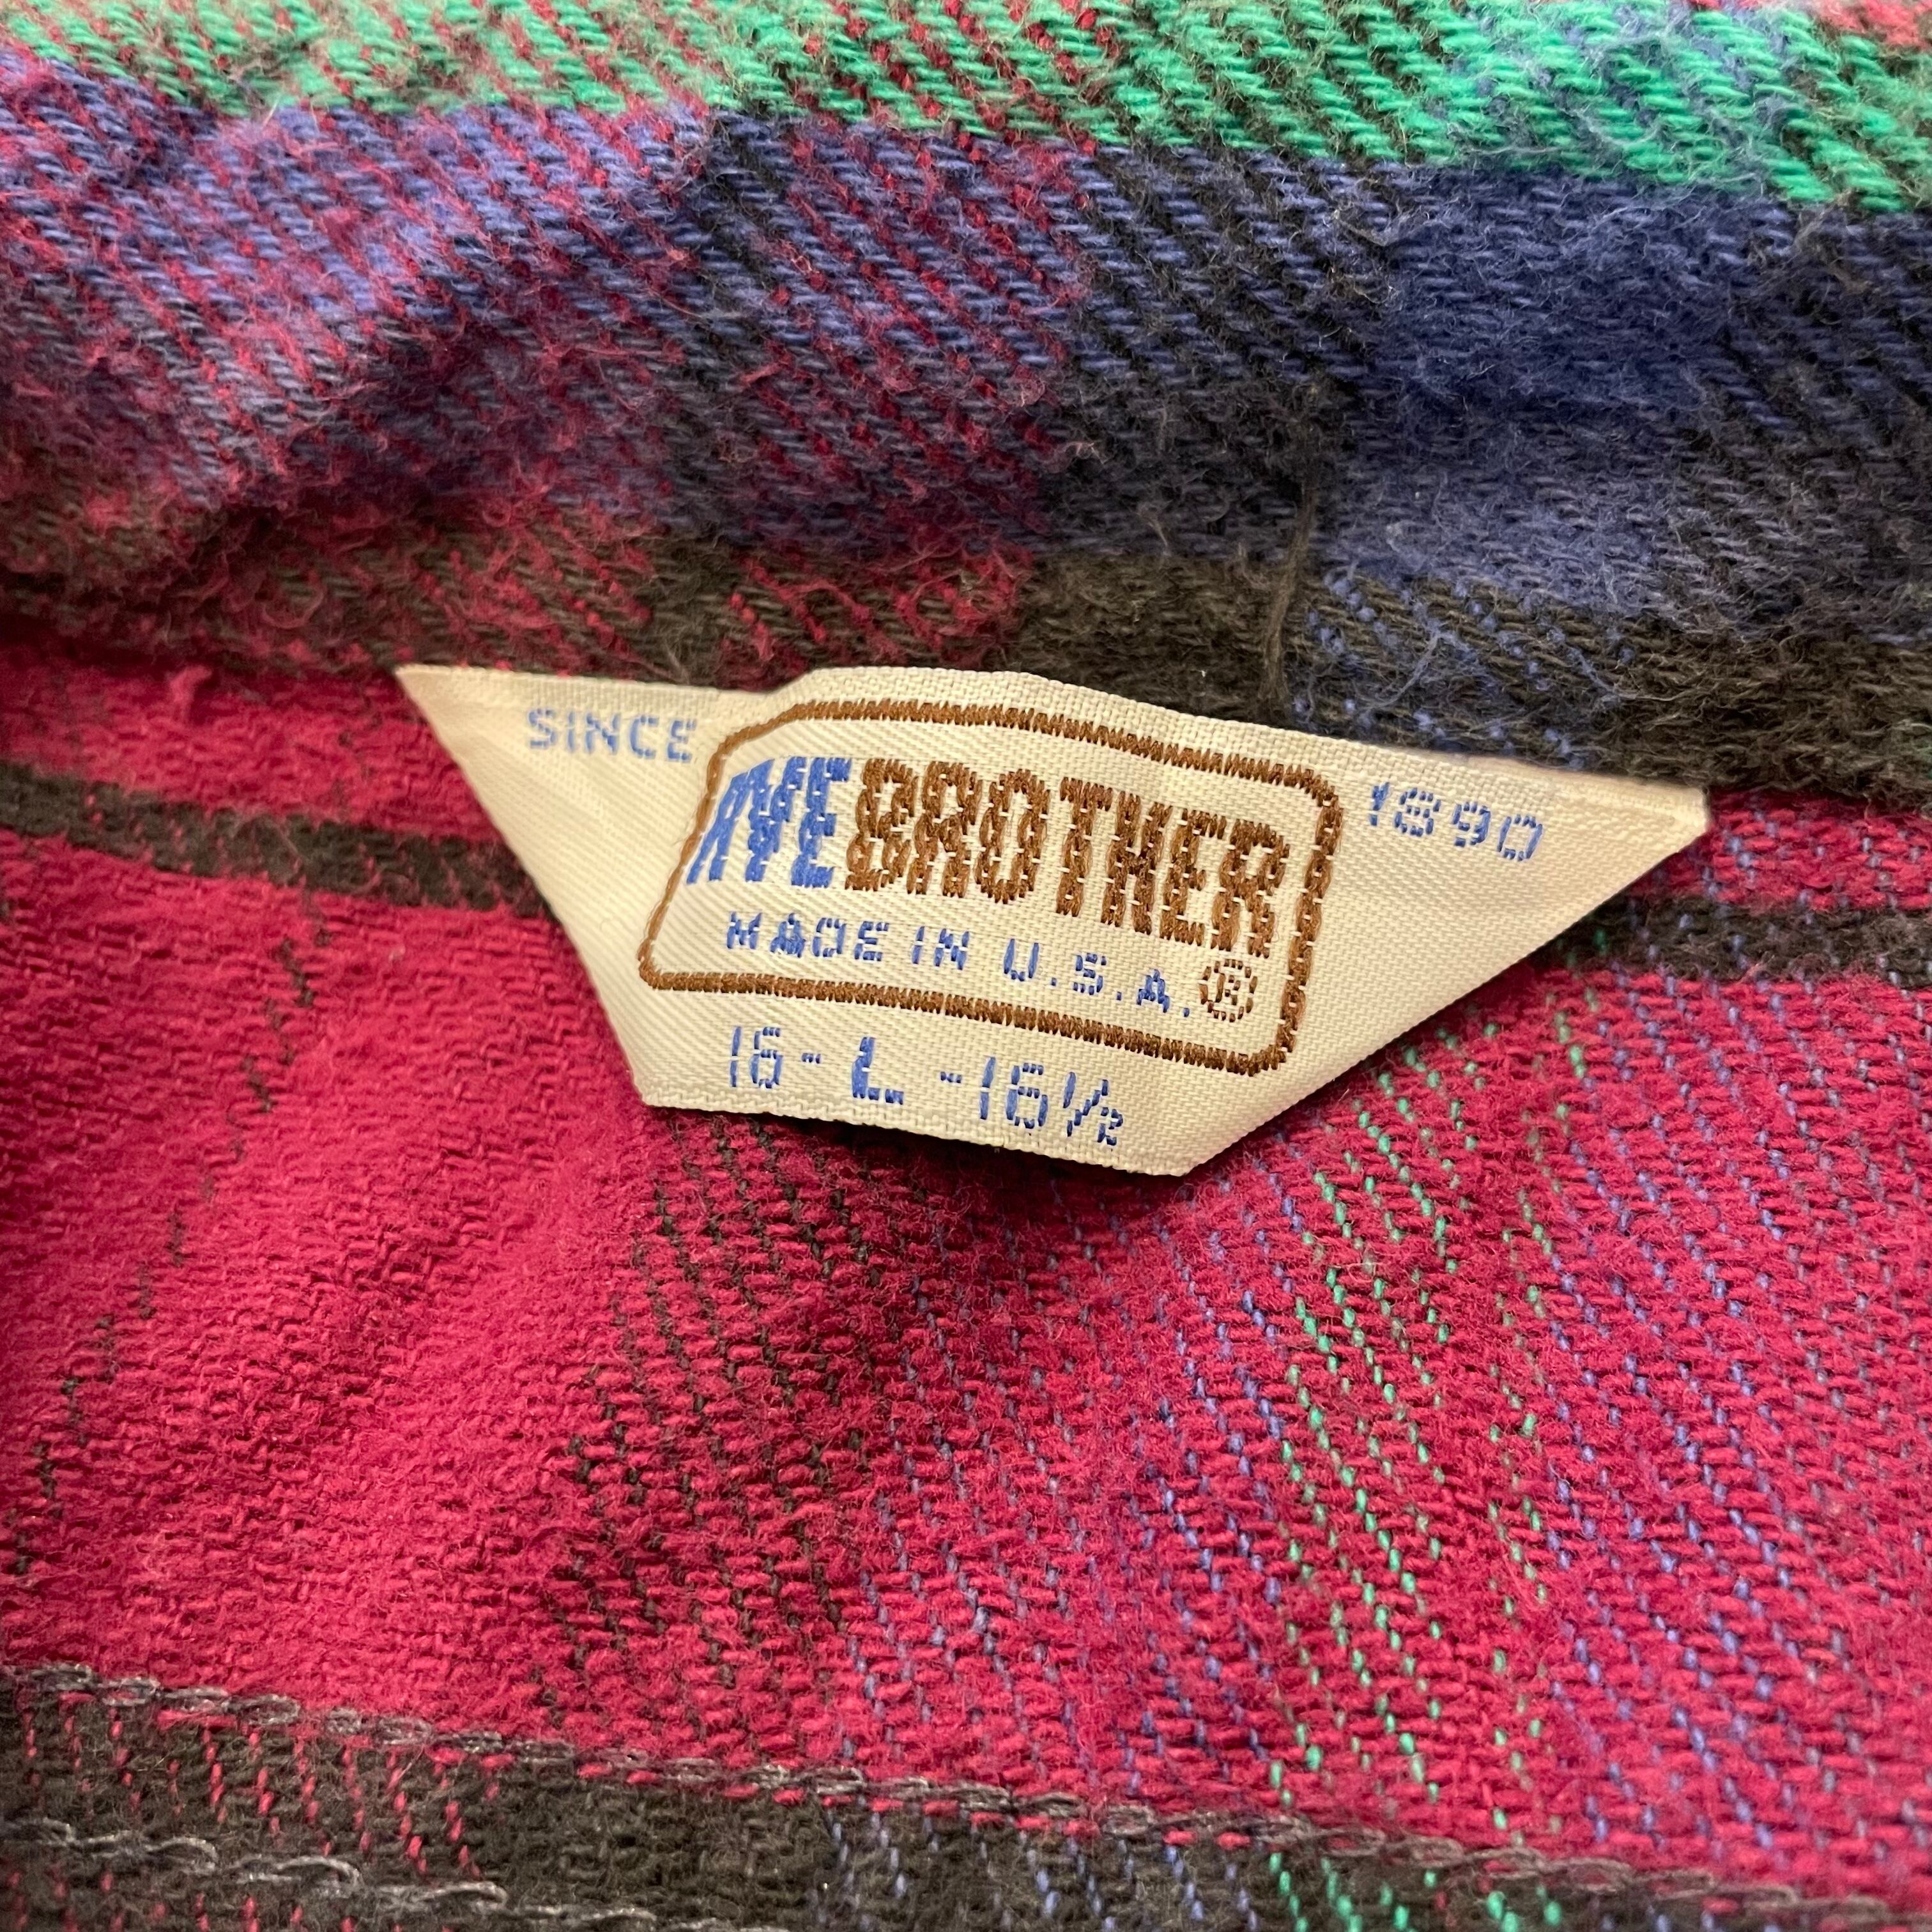 SINCE 1890
FIVE BROTHER
MADE IN U.S.A. ®
16 - L - 16½